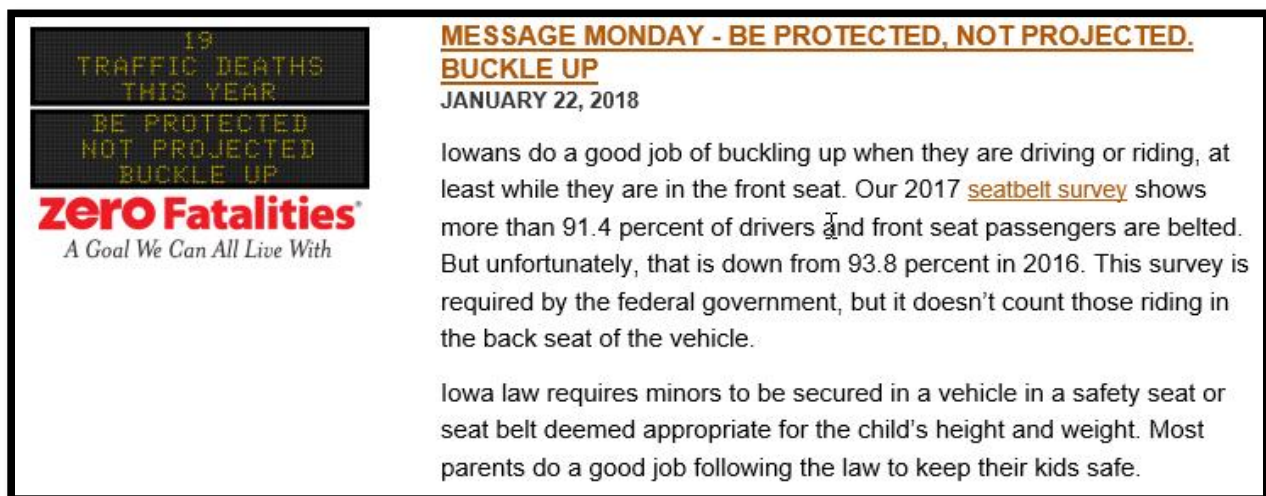 19
TRAFFIC DEATHS
THIS YEAR
BE PROTECTED
NOT PROJECTED
BUCKLE UP
zero Fatalities®
A Goal We Can All Live With
MESSAGE MONDAY - BE PROTECTED, NOT PROJECTED.
BUCKLE UP
JANUARY 22, 2018
Iowans do a good job of buckling up when they are driving or riding, at
least while they are in the front seat. Our 2017 seatbelt survey shows
more than 91.4 percent of drivers and front seat passengers are belted.
But unfortunately, that is down from 93.8 percent in 2016. This survey is
required by the federal government, but it doesn’t count those riding in
the back seat of the vehicle.
Iowa law requires minors to be secured in a vehicle in a safety seat or
seat belt deemed appropriate for the child’s height and weight. Most
parents do a good job following the law to keep their kids safe.